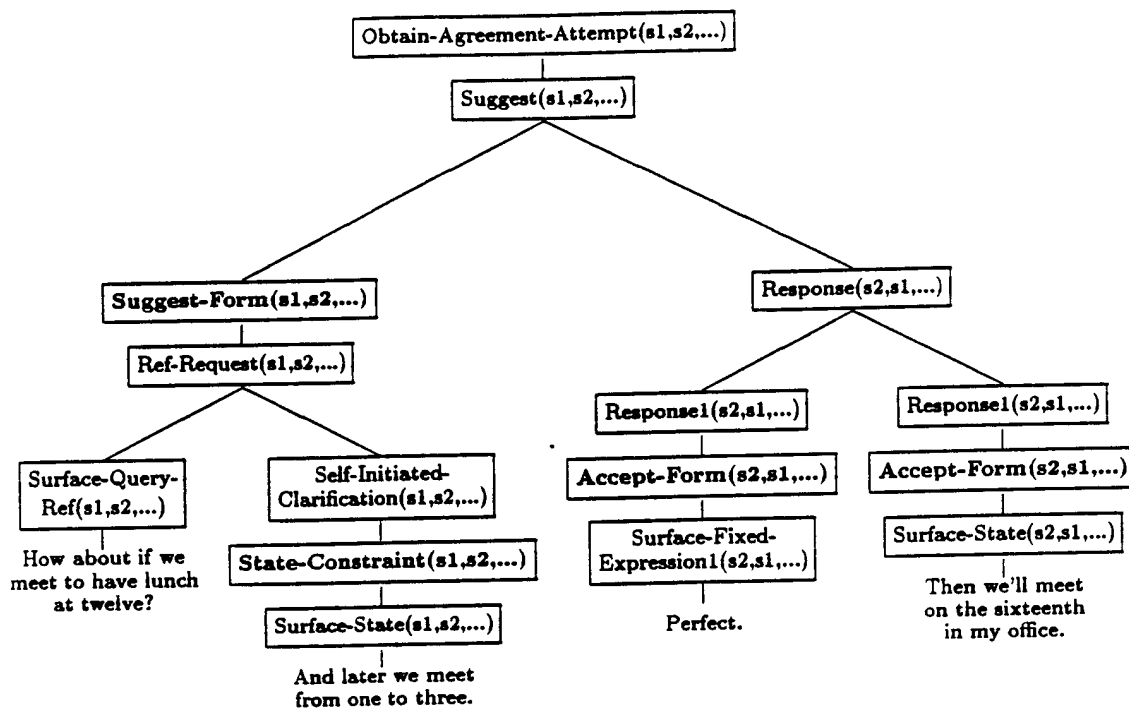 Obtain-Agreement-Attempt(s1,s2,...)
Suggest(s1,s2,...)
Suggest-Form(s1,s2,...)
Response(s2,s1,...)
Ref-Request(s1,s2,...)
Response1(s2,s1,...)
Response1(s2,s1,...)
Surface-Query-
Ref(s1,s2,...)
Self-Initiated-
Clarification(s1,s2,...)
Accept-Form(s2,s1,...)
Accept-Form(s2,s1,...)
How about if we
meet to have lunch
at twelve?
State-Constraint(s1,s2,...)
Surface-Fixed-
Expression1(s2,s1,...)
Surface-State(s2,s1,...)
Surface-State(s1,s2,...)
Perfect.
Then we'll meet
on the sixteenth
in my office.
And later we meet
from one to three.